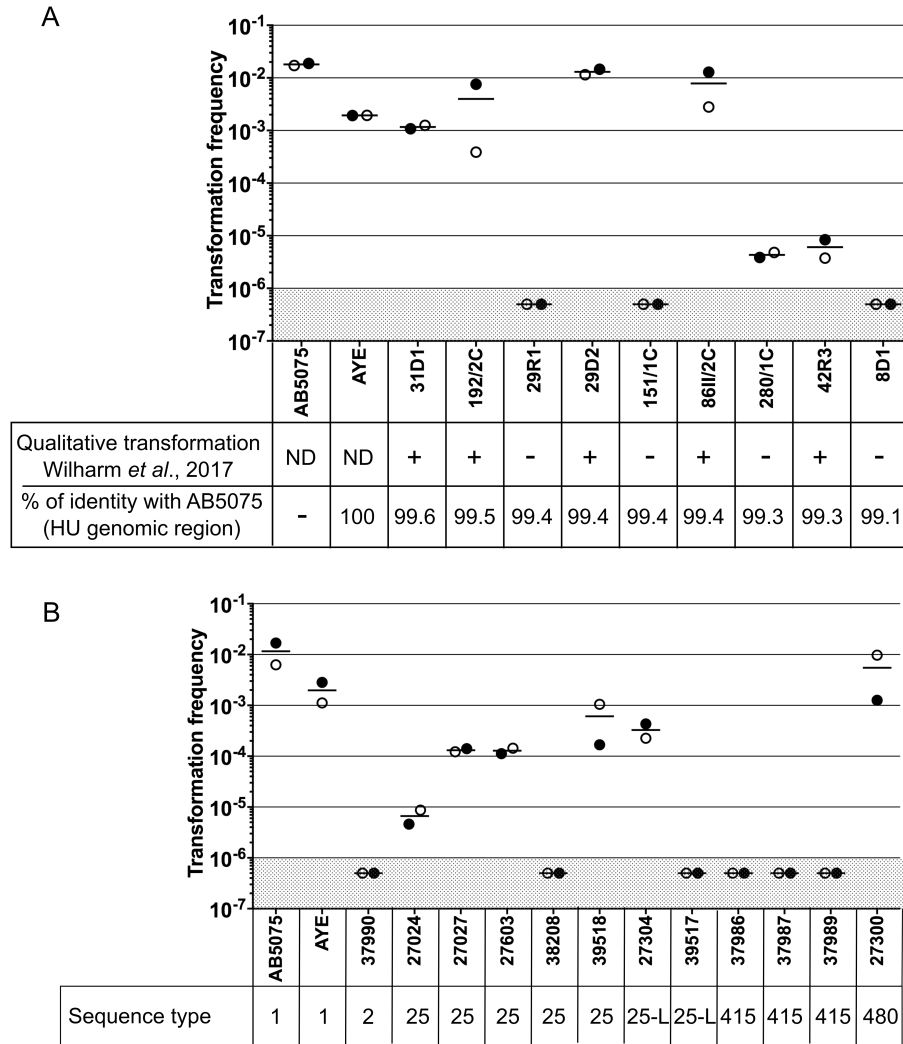 A
Transformation frequency
10-1
10-2
10-3
10-4
10-5
10-6
10-7
AB5075
AYE
31D1
192/2C
29R1
29D2
151/1C
86II/2C
280/1C
42R3
8D1
Qualitative transformation
Wilharm et al., 2017
ND ND + + - + - + - + -
% of identity with AB5075
(HU genomic region)
- 100 99.6 99.5 99.4 99.4 99.4 99.4 99.3 99.3 99.1
B
Transformation frequency
10-1
10-2
10-3
10-4
10-5
10-6
10-7
AB5075
AYE
37990
27024
27027
27603
38208
39518
27304
39517
37986
37987
37989
27300
Sequence type 1 1 2 25 25 25 25 25 25-L 25-L 415 415 415 480